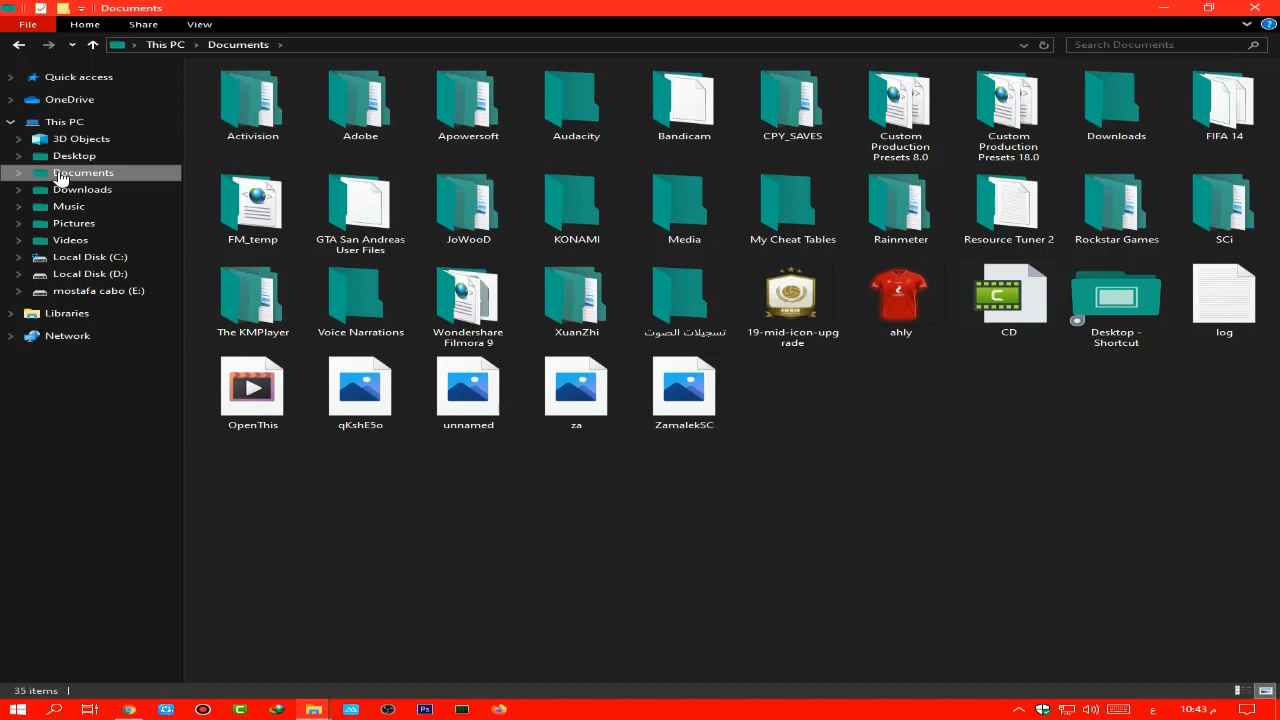 Documents
File
Home
Share
View
This PC
Documents
Search Documents
Quick access
OneDrive
This PC
3D Objects
Desktop
Documents
Downloads
Music
Pictures
Videos
Local Disk (C:)
Local Disk (D:)
mostafa cabo (E:)
Libraries
Network
Activision
Adobe
Apowersoft
Audacity
Bandicam
CPY_SAVES
Custom
Production
Presets 8.0
Custom
Production
Presets 18.0
Downloads
FIFA 14
FM_temp
GTA San Andreas
User Files
JoWooD
KONAMI
Media
My Cheat Tables
Rainmeter
Resource Tuner 2
Rockstar Games
SCi
The KMPlayer
Voice Narrations
Wondershare
Filmora 9
XuanZhi
تسجيلات الصوت
19-mid-icon-upg
rade
ahly
CD
Desktop -
Shortcut
log
OpenThis
qKshE5o
unnamed
za
ZamalekSC
35 items
Ps
ع
10:43 م